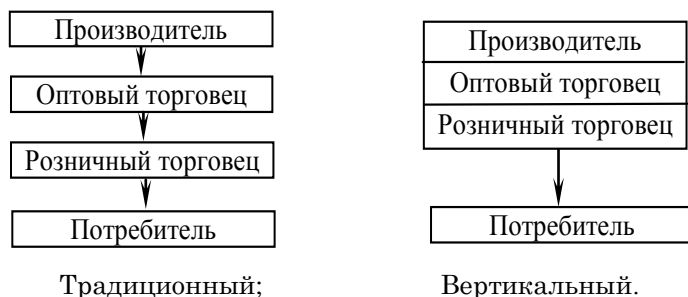 Производитель
Оптовый торговец
Розничный торговец
Потребитель
Традиционный;
Производитель
Оптовый торговец
Розничный торговец
Потребитель
Вертикальный.